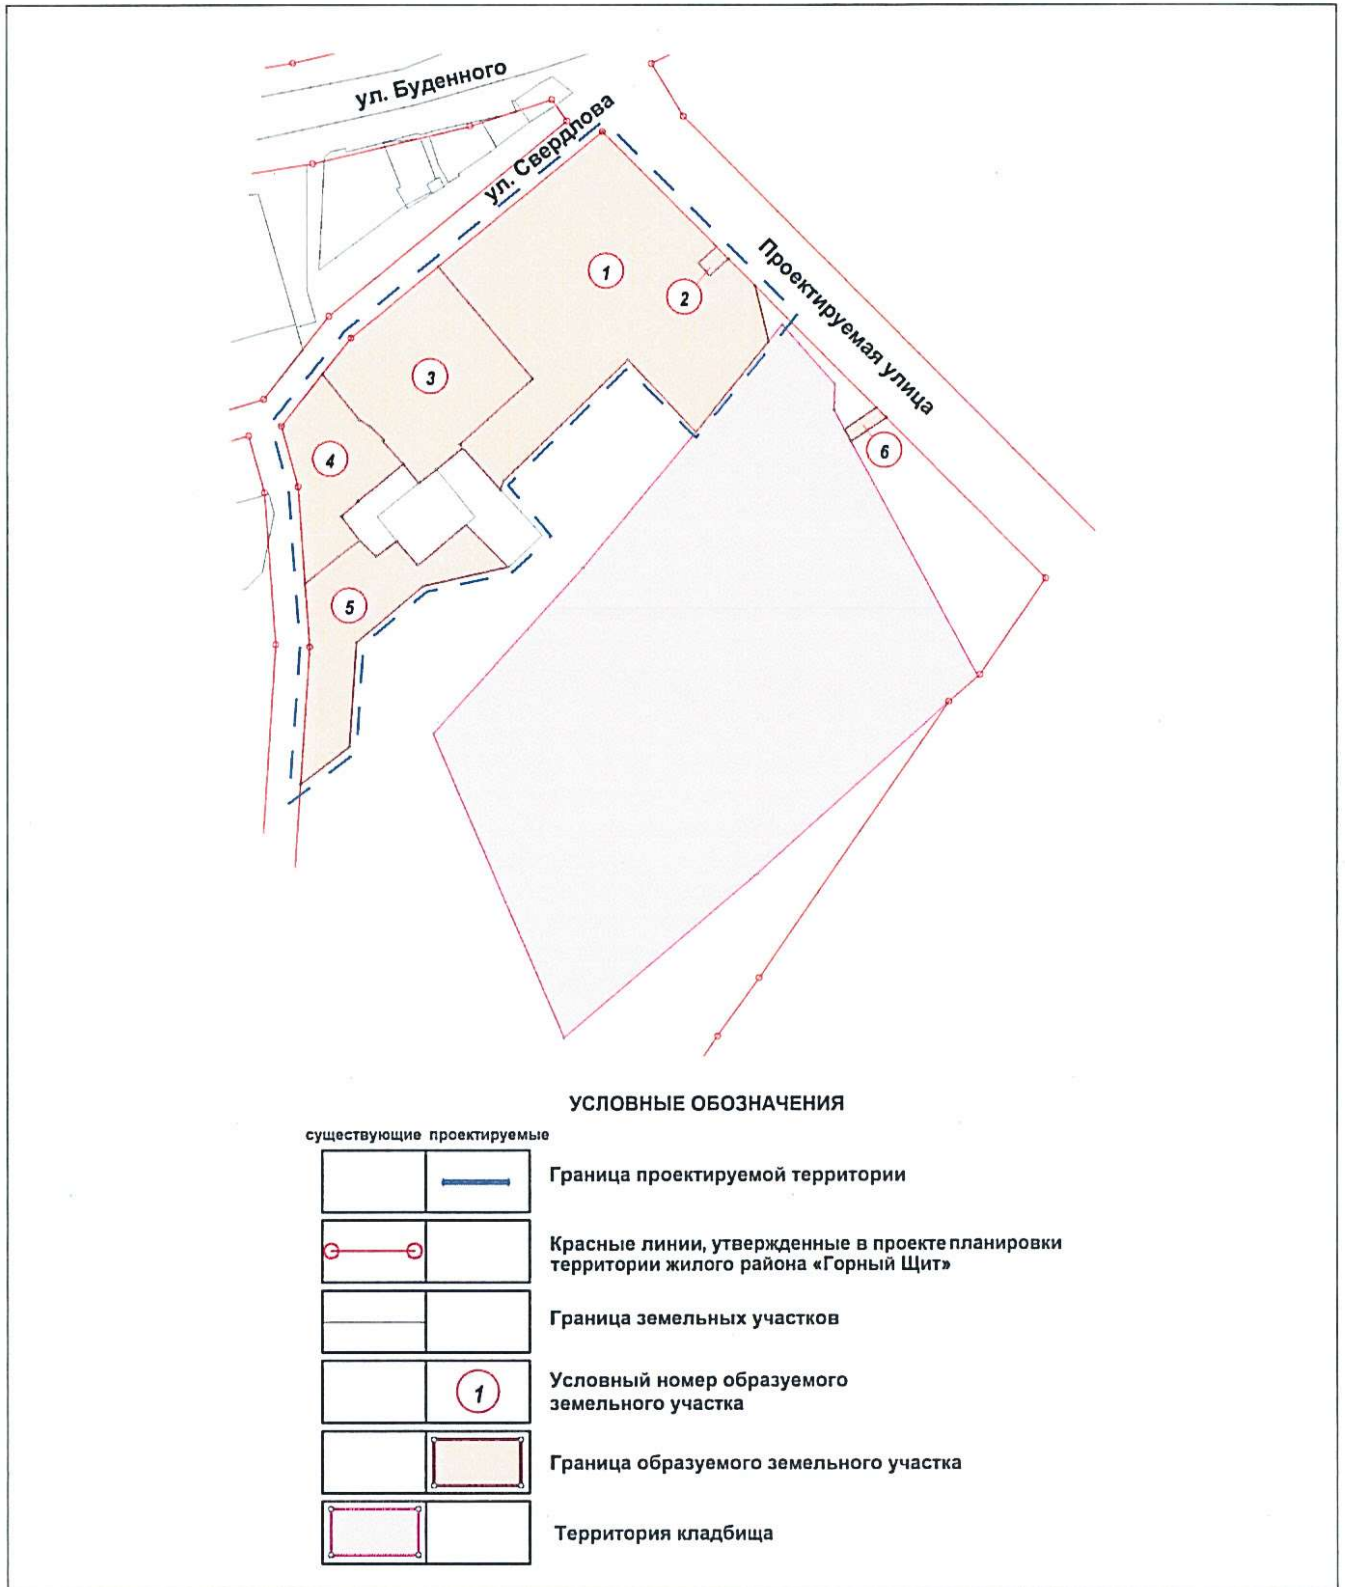 ул. Буденного
ул. Свердлова
Проектируемая улица
1
2
3
4
5
6
УСЛОВНЫЕ ОБОЗНАЧЕНИЯ
существующие проектируемые
Граница проектируемой территории
Красные линии, утвержденные в проекте планировки
территории жилого района «Горный Щит»
Граница земельных участков
1
Условный номер образуемого
земельного участка
Граница образуемого земельного участка
Территория кладбища